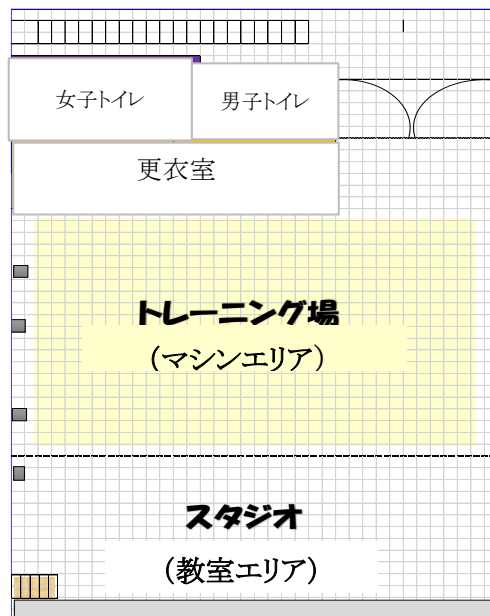 女子トイレ
男子トイレ
更衣室
トレーニング場
(マシンエリア)
スタジオ
(教室エリア)